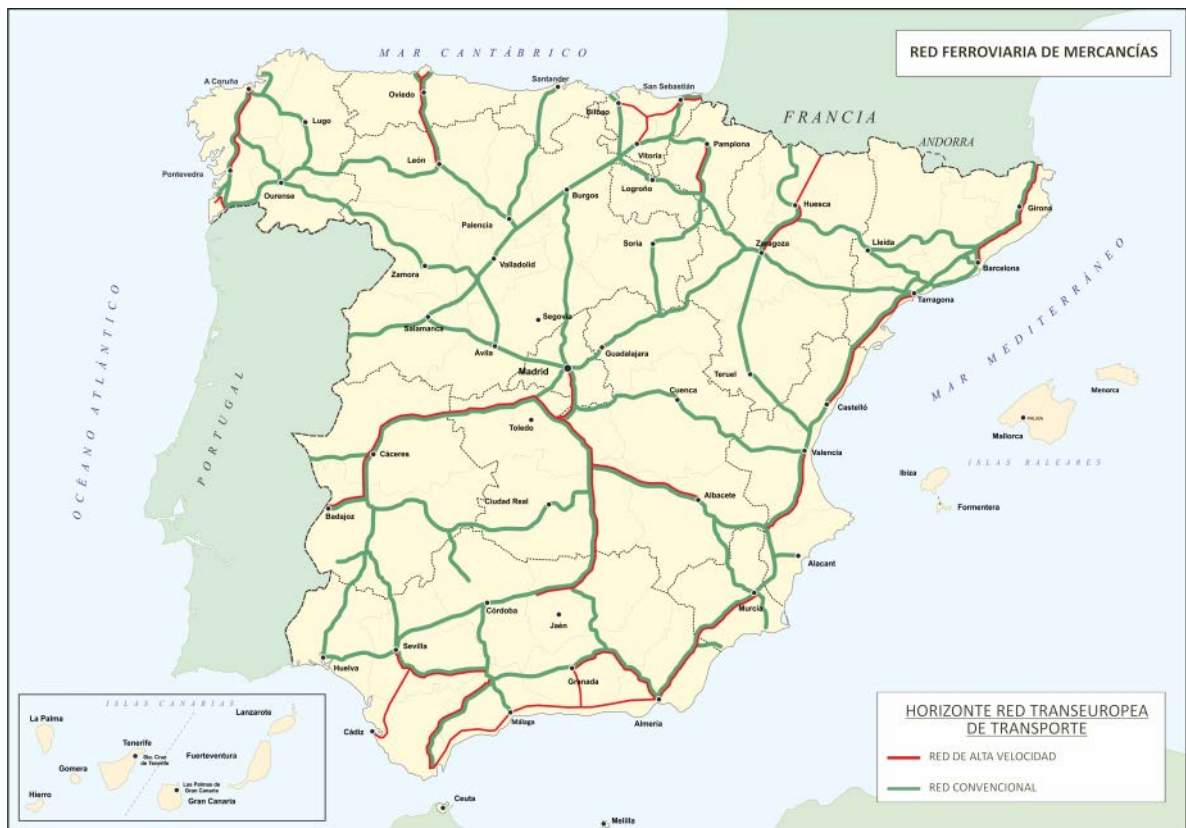 RED FERROVIARIA DE MERCANCÍAS
MAR CANTÁBRICO
A Coruña
Lugo
Oviedo
Santander
San Sebastián
Bilbao
FRANCIA
ANDORRA
Vitoria
Pamplona
León
Pontevedra
Ourense
Burgos
Logroño
Huesca
Girona
Palencia
Soria
Zaragoza
Lleida
Barcelona
Zamora
Valladolid
Tarragona
Segovia
Salamanca
Ávila
Guadalajara
Madrid
Teruel
Cuenca
Castelló
Toledo
OCÉANO ATLÁNTICO
PORTUGAL
MAR MEDITERRÁNEO
Menorca
PALMA
Mallorca
ISLAS BALEARES
Ibiza
Formentera
Cáceres
Valencia
Badajoz
Ciudad Real
Albacete
Alacant
Murcia
Córdoba
Jaén
Sevilla
Huelva
Granada
Málaga
Almería
Cádiz
Ceuta
Melilla
ISLAS CANARIAS
La Palma
Lanzarote
Tenerife
Sta. Cruz
de Tenerife
Fuerteventura
Gomera
Hierro
Las Palmas de
Gran Canaria
Gran Canaria
HORIZONTE RED TRANSEUROPEA
DE TRANSPORTE
RED DE ALTA VELOCIDAD
RED CONVENCIONAL